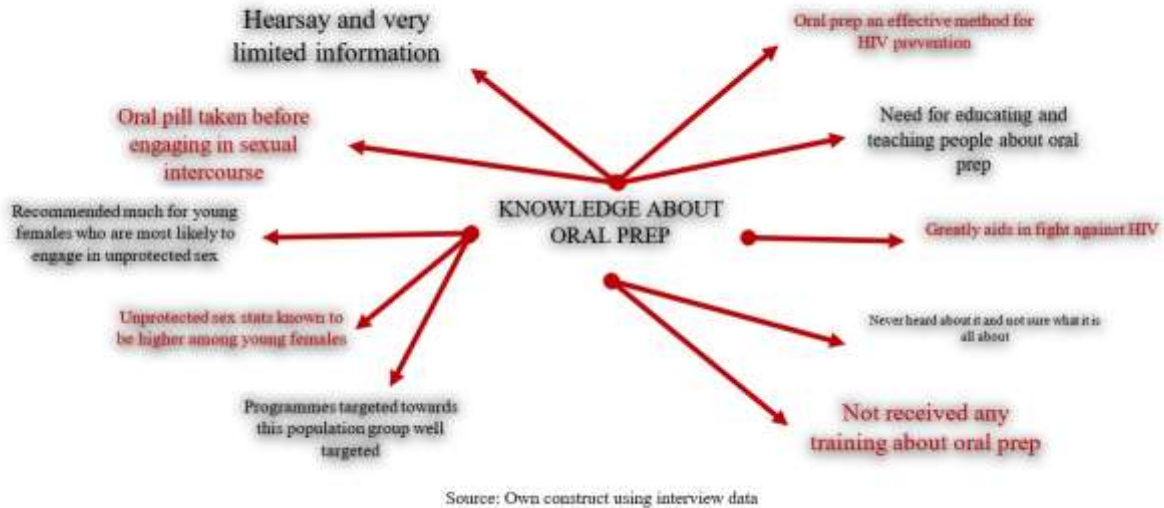 Hearsay and very
limited information
Oral prep an effective method for
HIV prevention
Oral pill taken before
engaging in sexual
intercourse
Need for educating and
teaching people about oral
prep
KNOWLEDGE ABOUT
ORAL PREP
Recommended much for young
females who are most likely to
engage in unprotected sex
Greatly aids in fight against HIV
Unprotected sex stats known to
be higher among young females
Never heard about it and not sure what it is
all about
Programmes targeted towards
this population group well
targeted
Not received any
training about oral prep
Source: Own construct using interview data